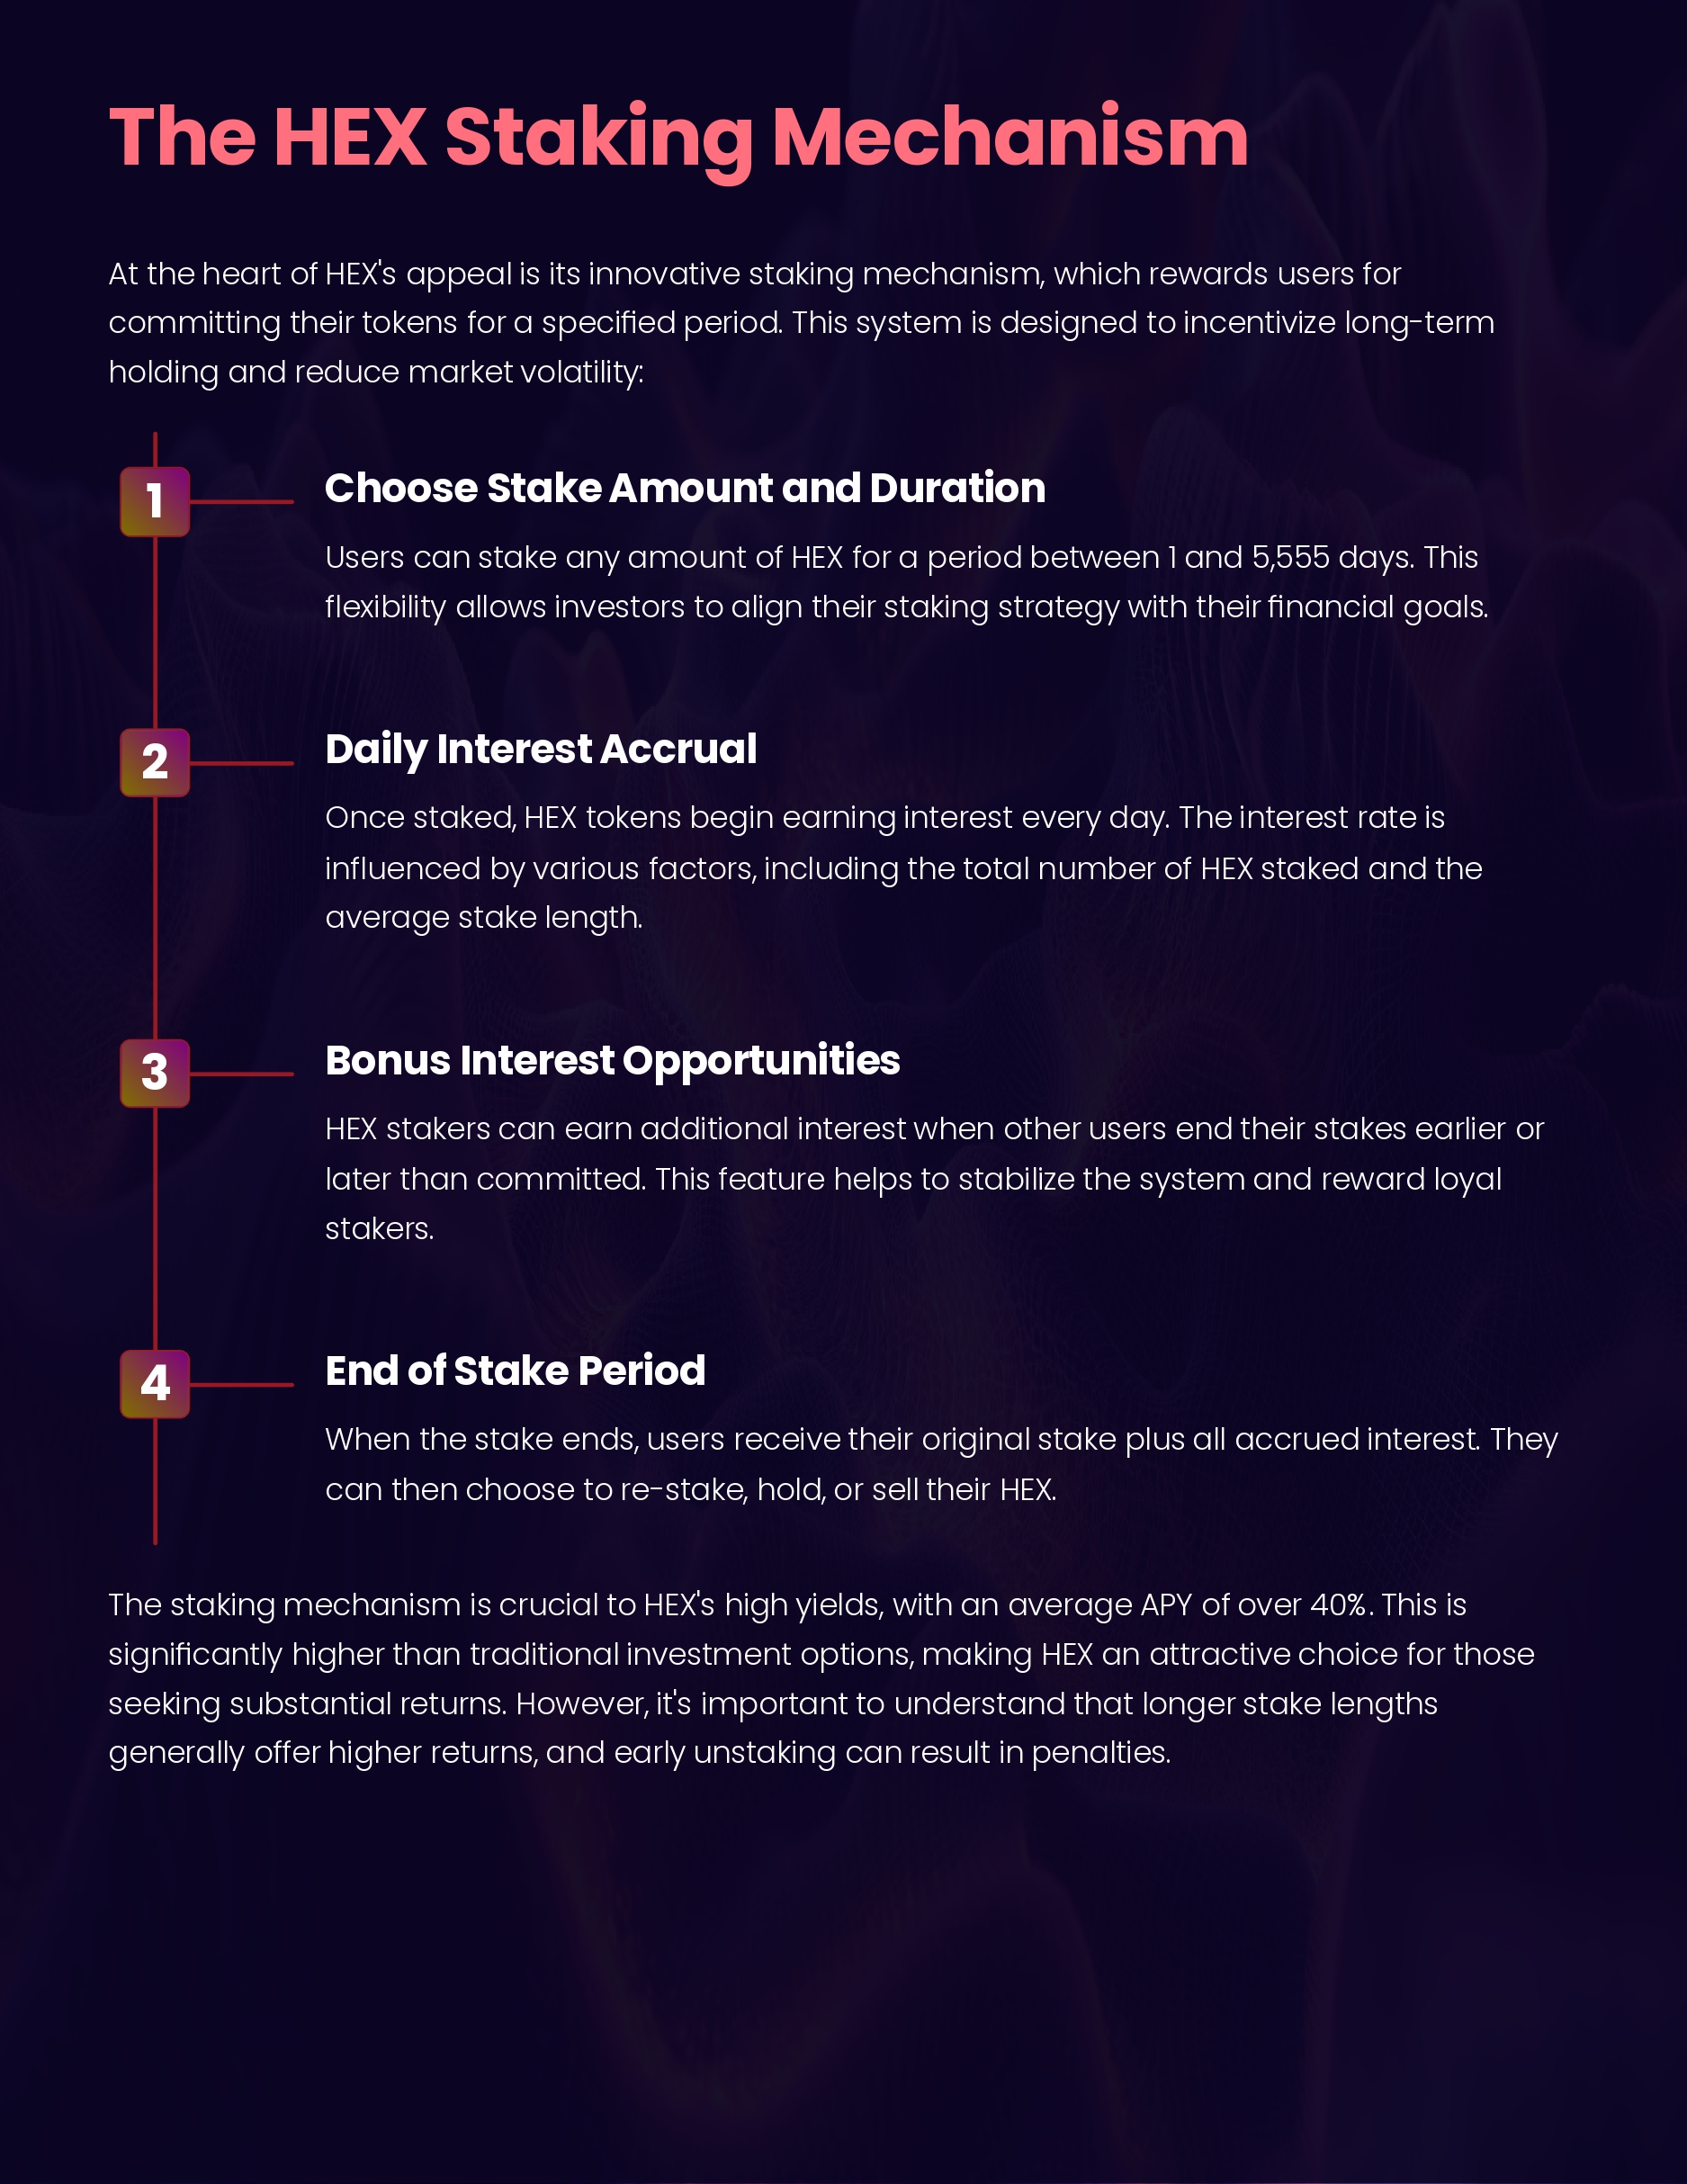 The HEX Staking Mechanism
At the heart of HEX's appeal is its innovative staking mechanism, which rewards users for
committing their tokens for a specified period. This system is designed to incentivize long-term
holding and reduce market volatility:
1
Choose Stake Amount and Duration
Users can stake any amount of HEX for a period between 1 and 5,555 days. This
flexibility allows investors to align their staking strategy with their financial goals.
2
Daily Interest Accrual
Once staked, HEX tokens begin earning interest every day. The interest rate is
influenced by various factors, including the total number of HEX staked and the
average stake length.
3
Bonus Interest Opportunities
HEX stakers can earn additional interest when other users end their stakes earlier or
later than committed. This feature helps to stabilize the system and reward loyal
stakers.
4
End of Stake Period
When the stake ends, users receive their original stake plus all accrued interest. They
can then choose to re-stake, hold, or sell their HEX.
The staking mechanism is crucial to HEX's high yields, with an average APY of over 40%. This is
significantly higher than traditional investment options, making HEX an attractive choice for those
seeking substantial returns. However, it's important to understand that longer stake lengths
generally offer higher returns, and early unstaking can result in penalties.